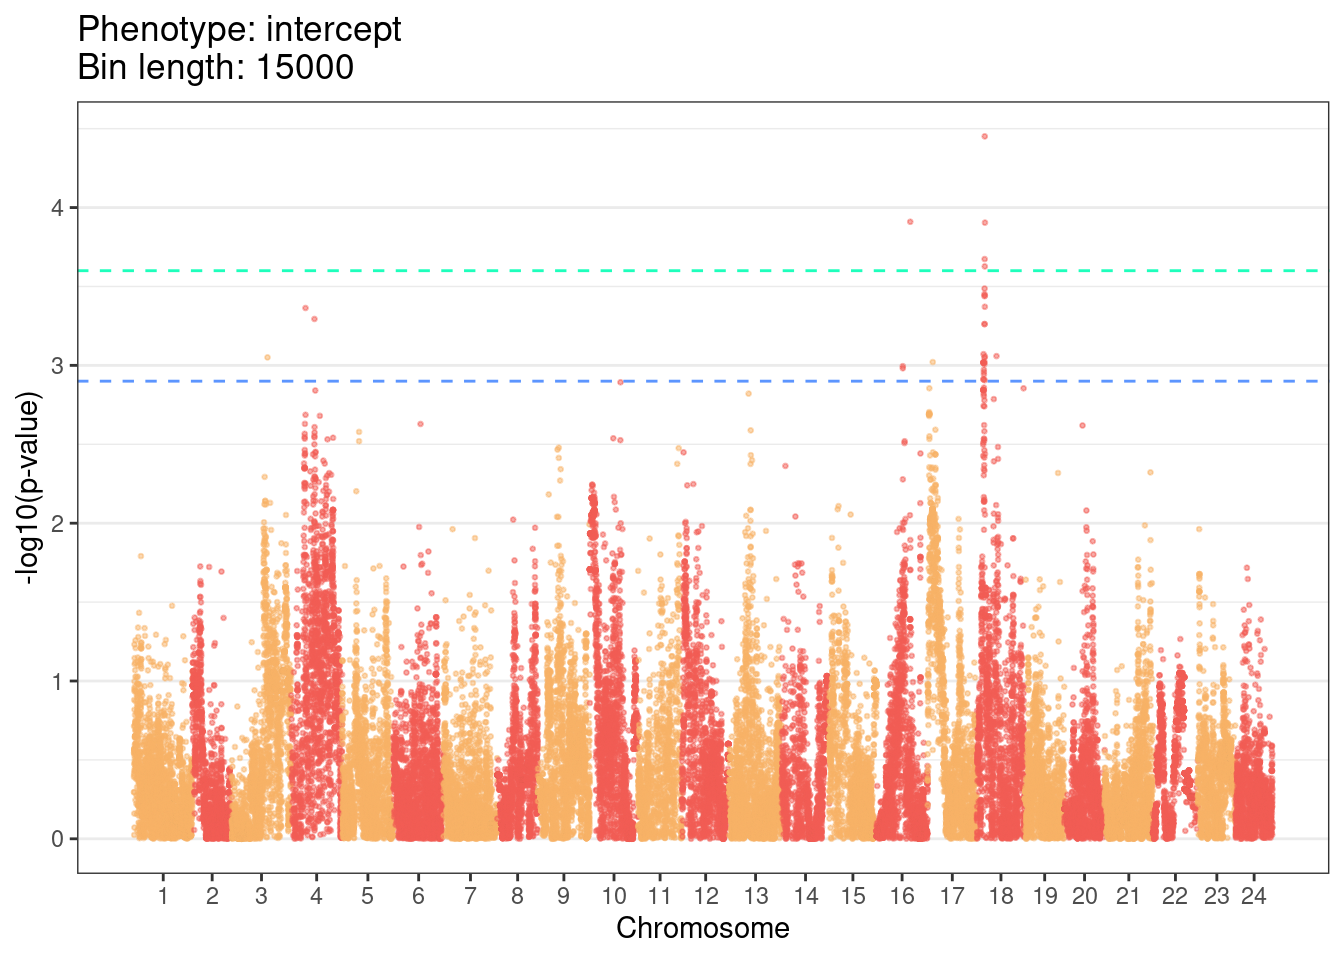 Phenotype: intercept
Bin length: 15000
-log10(p-value)
4
3
2
1
0
1 2 3 4 5 6 7 8 9 10 11 12 13 14 15 16 17 18 19 20 21 22 23 24
Chromosome